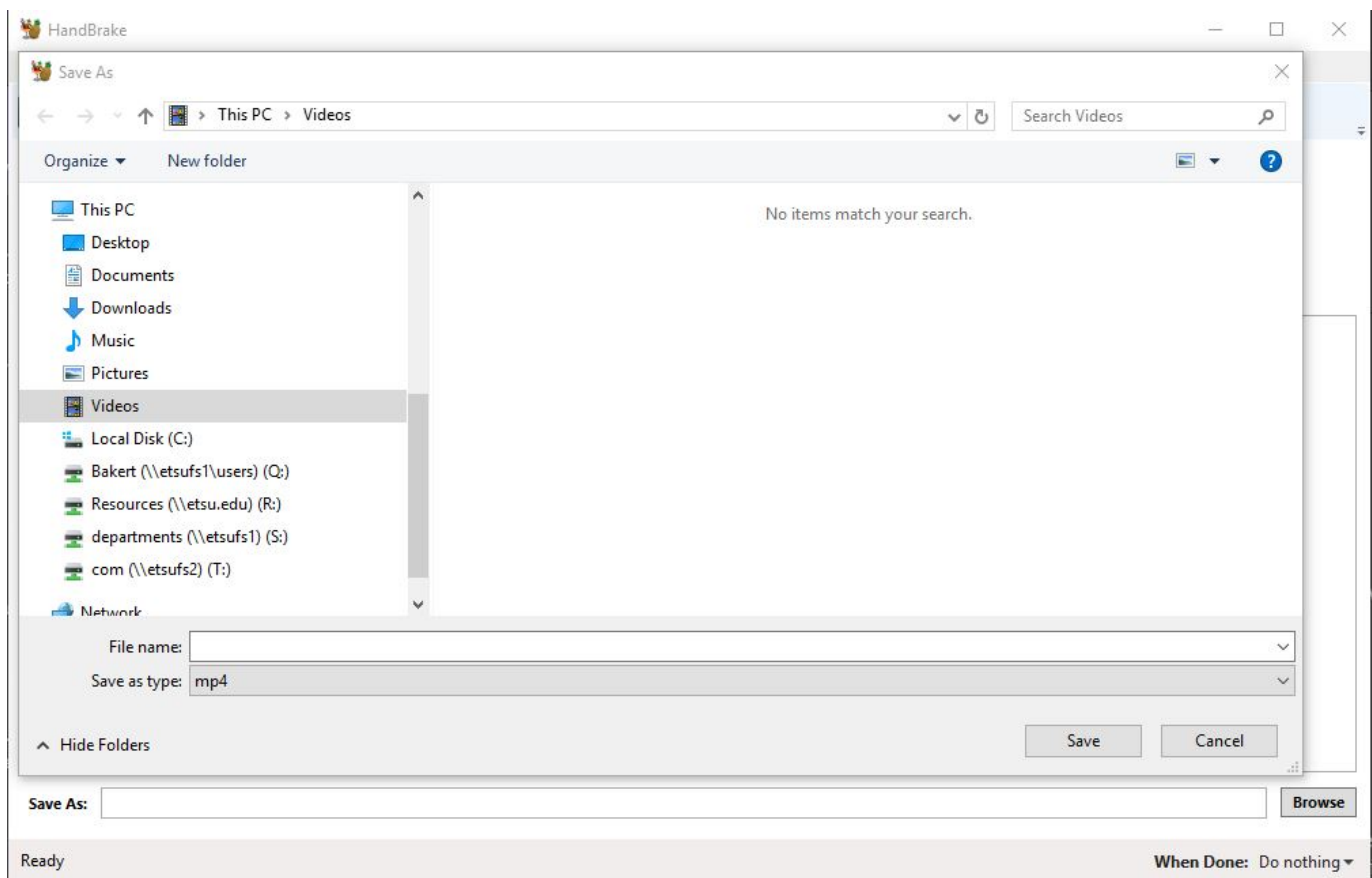 HandBrake
Save As
This PC > Videos
Search Videos
Organize
New folder
No items match your search.
This PC
Desktop
Documents
Downloads
Music
Pictures
Videos
Local Disk (C:)
Bakert (\\etsufs1\users) (Q:)
Resources (\\etsu.edu) (R:)
departments (\\etsufs1) (S:)
com (\\etsufs2) (T:)
Network
File name:
Save as type: mp4
Hide Folders
Save
Cancel
Save As:
Browse
Ready
When Done: Do nothing